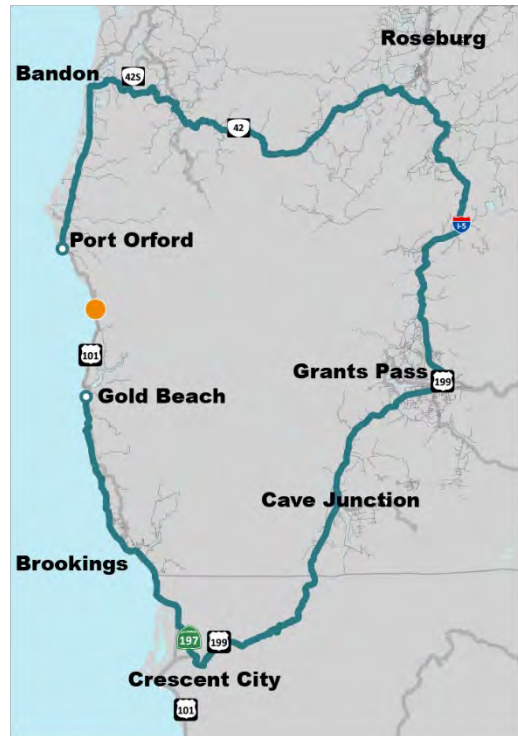 Roseburg
Bandon
42S
42
I-5
Port Orford
101
Gold Beach
Grants Pass
199
Cave Junction
Brookings
197
199
Crescent City
101